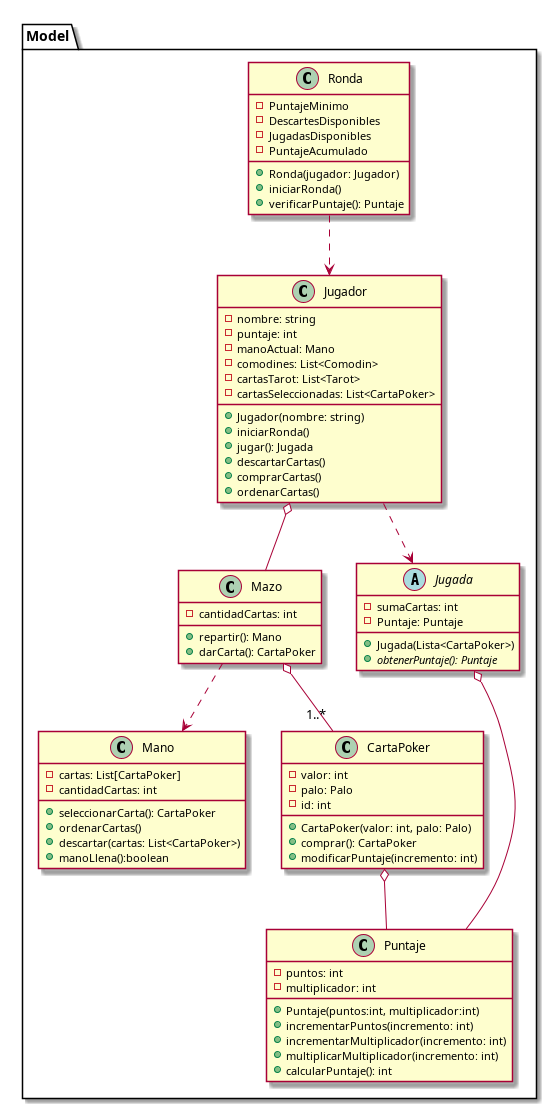 Model
C Ronda
PuntajeMinimo
DescartesDisponibles
JugadasDisponibles
PuntajeAcumulado
Ronda(jugador: Jugador)
iniciarRonda()
verificarPuntaje(): Puntaje
C Jugador
nombre: string
puntaje: int
manoActual: Mano
comodines: List<Comodin>
cartasTarot: List<Tarot>
cartasSeleccionadas: List<CartaPoker>
Jugador(nombre: string)
iniciarRonda()
jugar(): Jugada
descartarCartas()
comprarCartas()
ordenarCartas()
C Mazo
cantidadCartas: int
repartir(): Mano
darCarta(): CartaPoker
A Jugada
sumaCartas: int
Puntaje: Puntaje
Jugada(Lista<CartaPoker>)
obtenerPuntaje(): Puntaje
1..*
C Mano
cartas: List[CartaPoker]
cantidadCartas: int
seleccionarCarta(): CartaPoker
ordenarCartas()
descartar(cartas: List<CartaPoker>)
manoLlena():boolean
C CartaPoker
valor: int
palo: Palo
id: int
CartaPoker(valor: int, palo: Palo)
comprar(): CartaPoker
modificarPuntaje(incremento: int)
C Puntaje
puntos: int
multiplicador: int
Puntaje(puntos:int, multiplicador:int)
incrementarPuntos(incremento: int)
incrementarMultiplicador(incremento: int)
multiplicarMultiplicador(incremento: int)
calcularPuntaje(): int